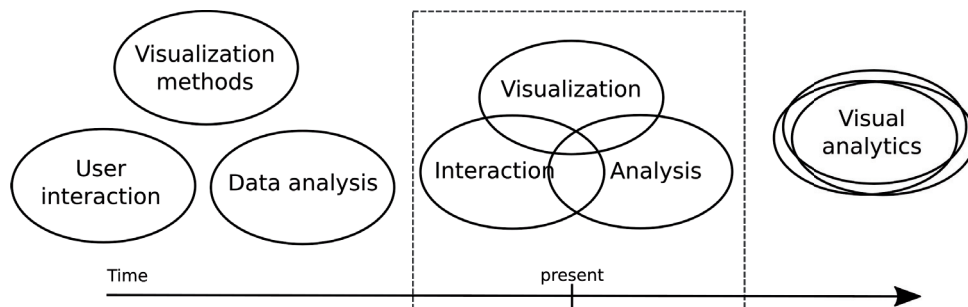 Visualization
methods
User
interaction
Data analysis
Visualization
Interaction
Analysis
Visual
analytics
Time
present